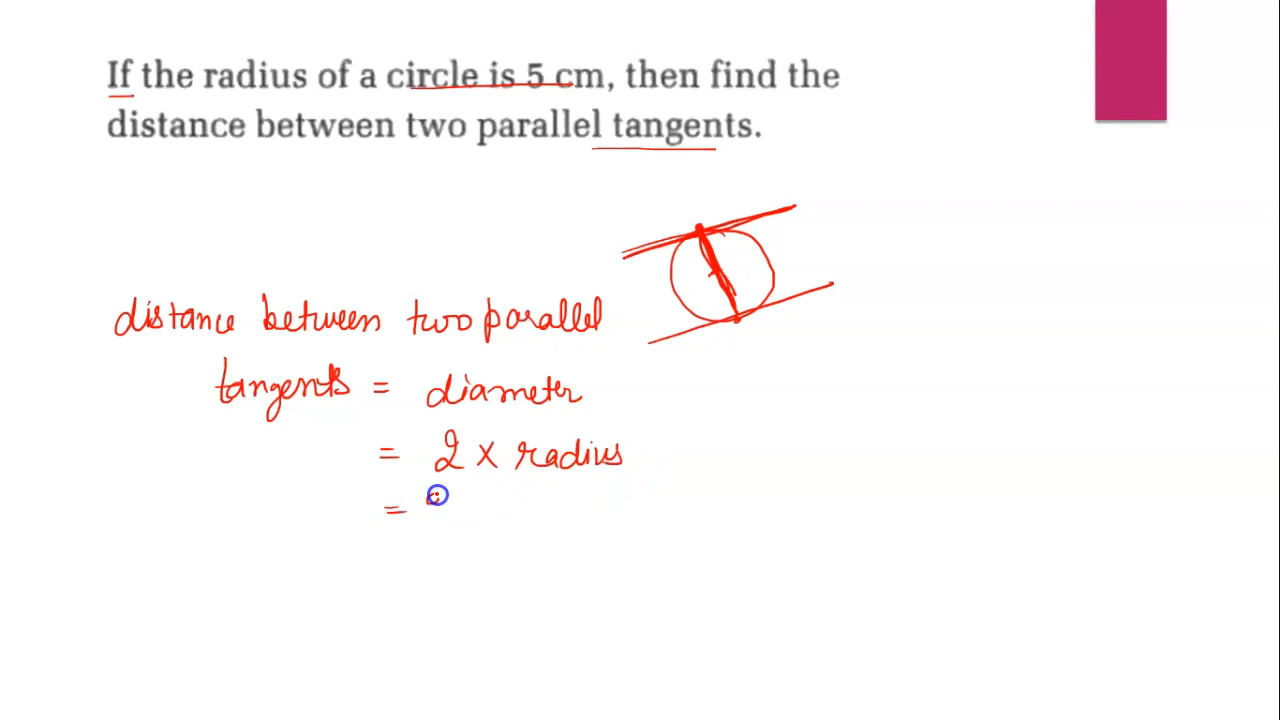 If the radius of a circle is 5 cm, then find the
distance between two parallel tangents.
distance between two parallel
tangents = diameter
= 2 × radius
=